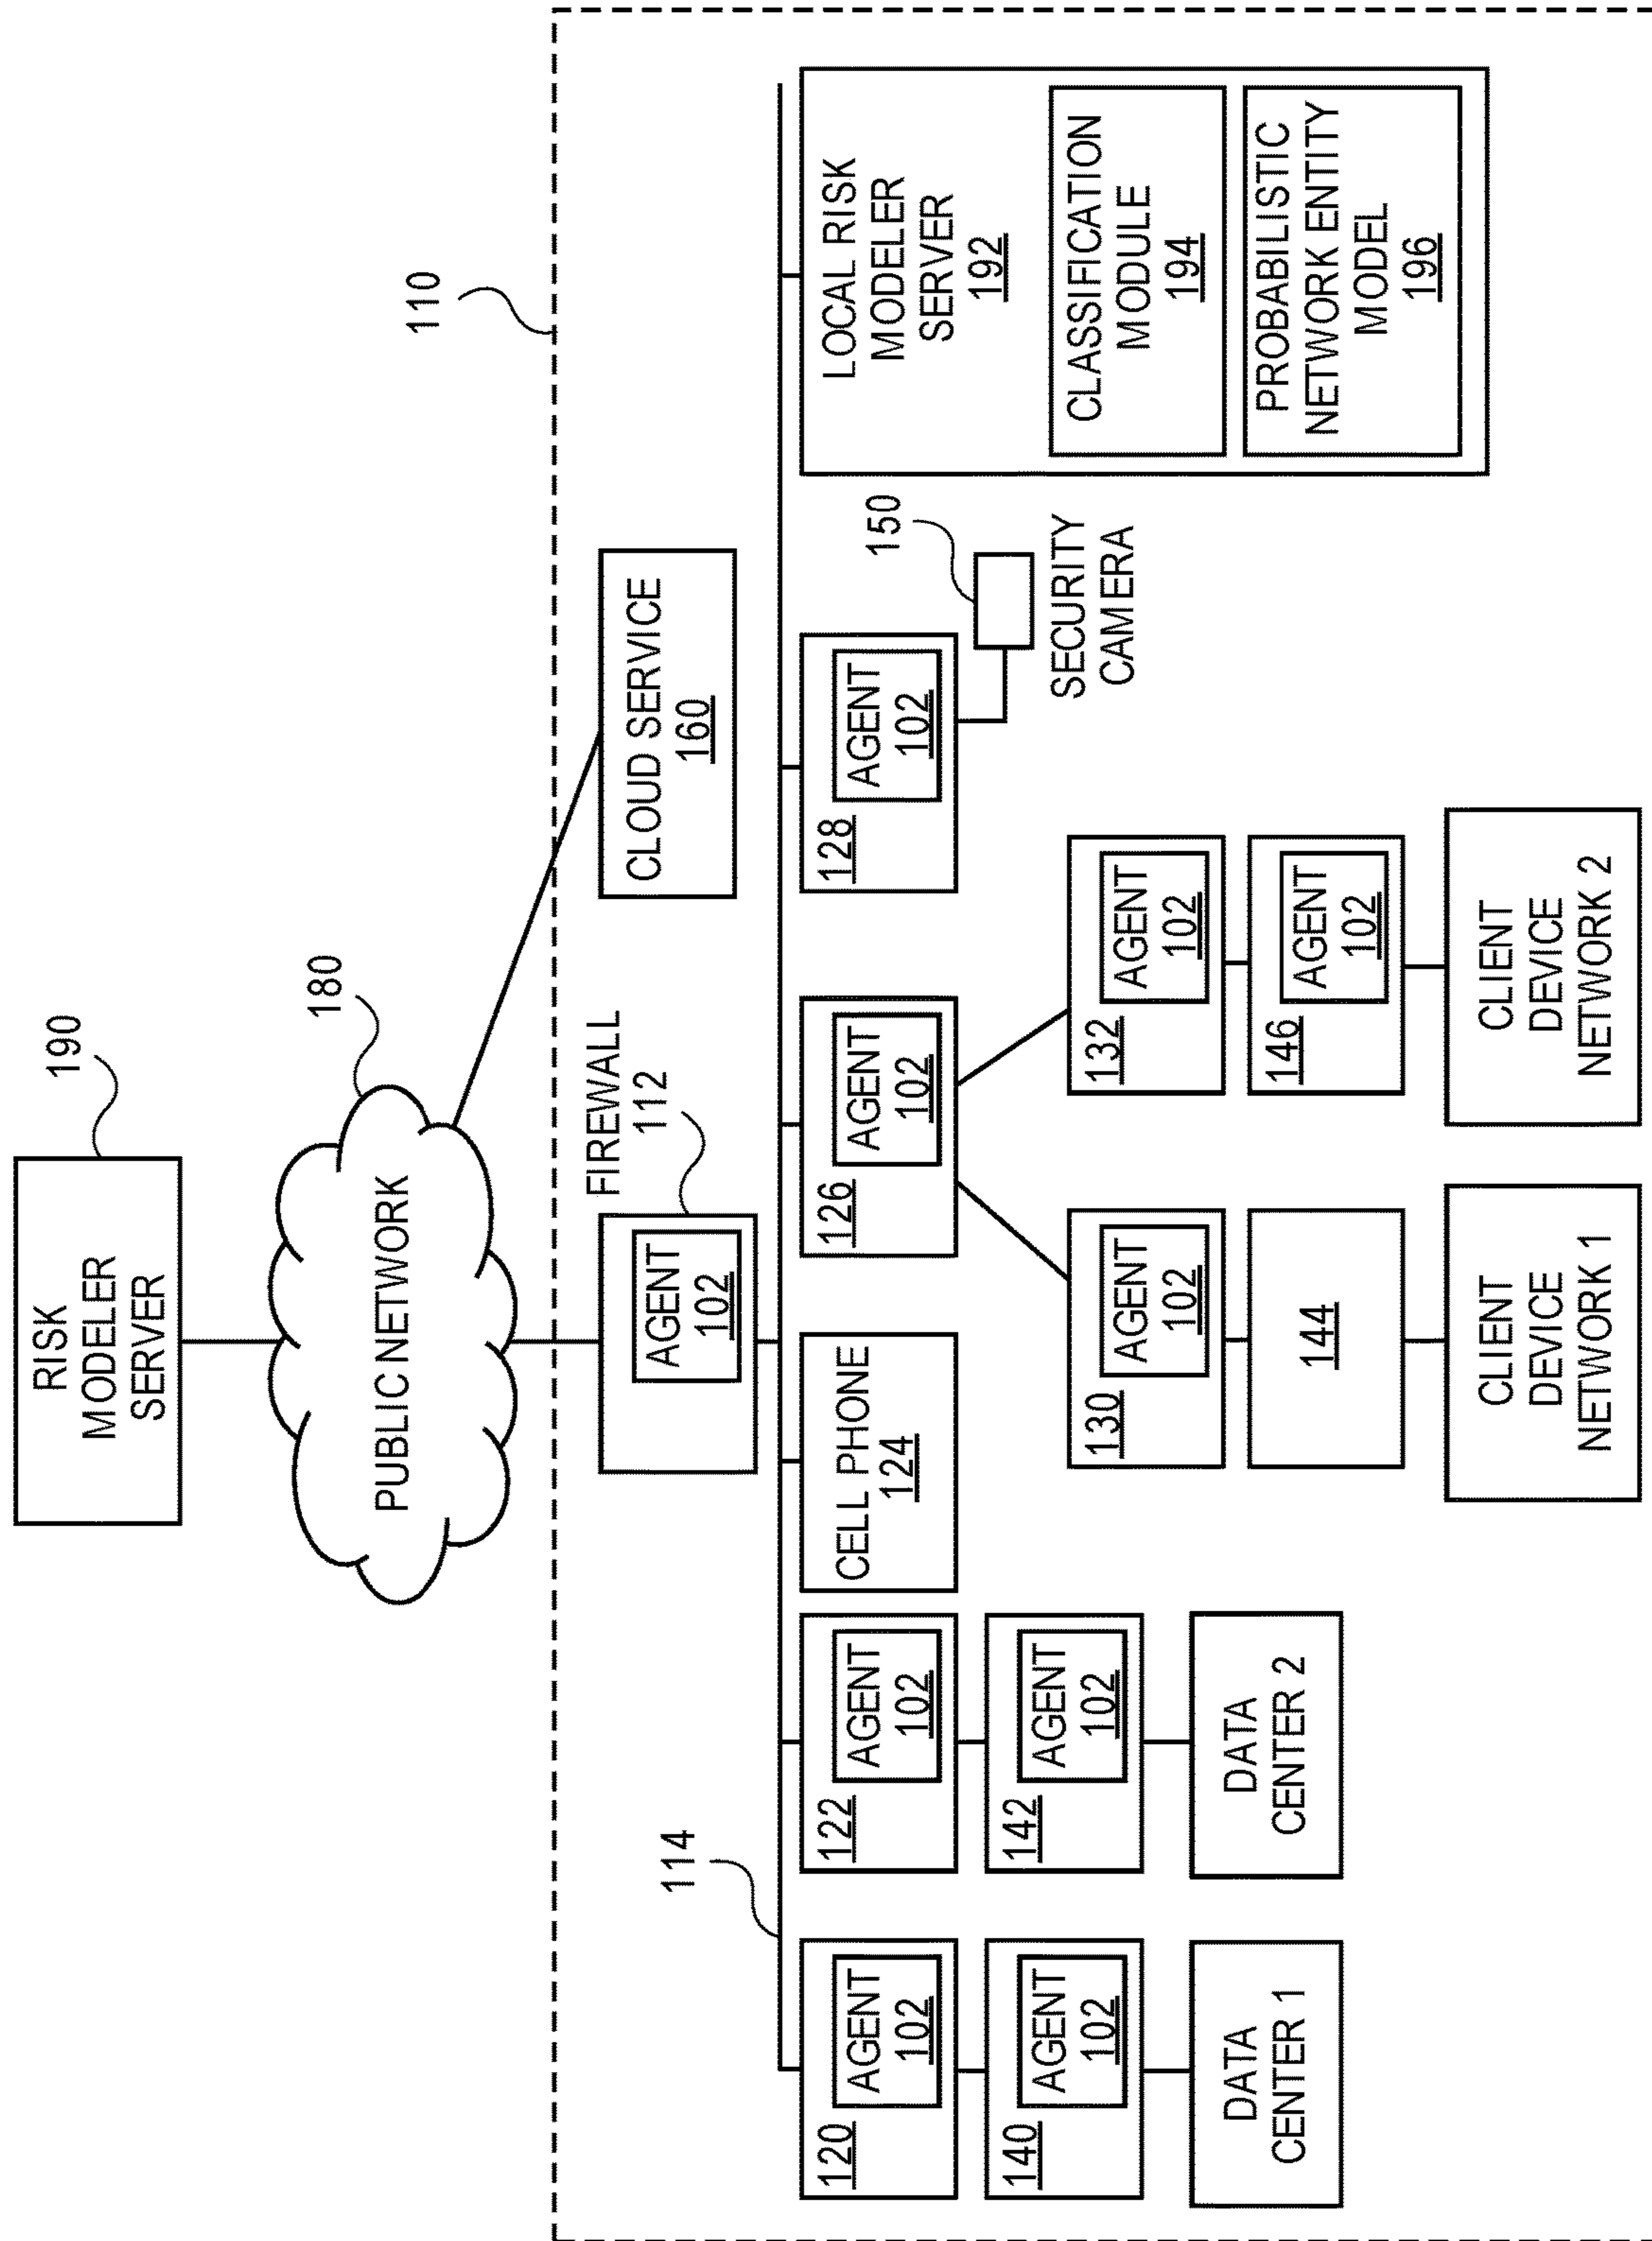 RISK
MODELER
SERVER
190
PUBLIC NETWORK
180
110
FIREWALL
112
AGENT
102
CLOUD SERVICE
160
114
120
AGENT
102
122
AGENT
102
CELL PHONE
124
126
AGENT
102
128
AGENT
102
LOCAL RISK
MODELER
SERVER
192
CLASSIFICATION
MODULE
194
PROBABILISTIC
NETWORK ENTITY
MODEL
196
150
SECURITY
CAMERA
140
AGENT
102
142
AGENT
102
130
AGENT
102
132
AGENT
102
144
146
AGENT
102
DATA
CENTER 1
DATA
CENTER 2
CLIENT
DEVICE
NETWORK 1
CLIENT
DEVICE
NETWORK 2